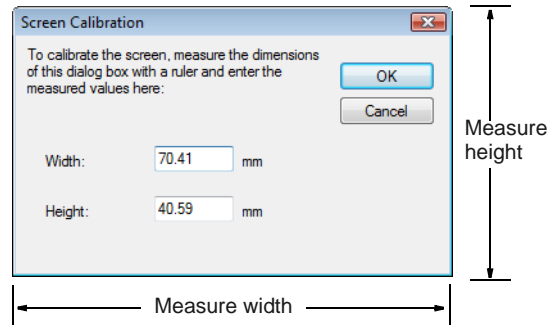 Screen Calibration
To calibrate the screen, measure the dimensions
of this dialog box with a ruler and enter the
measured values here:
OK
Cancel
Width: 70.41 mm
Height: 40.59 mm
Measure
height
Measure width